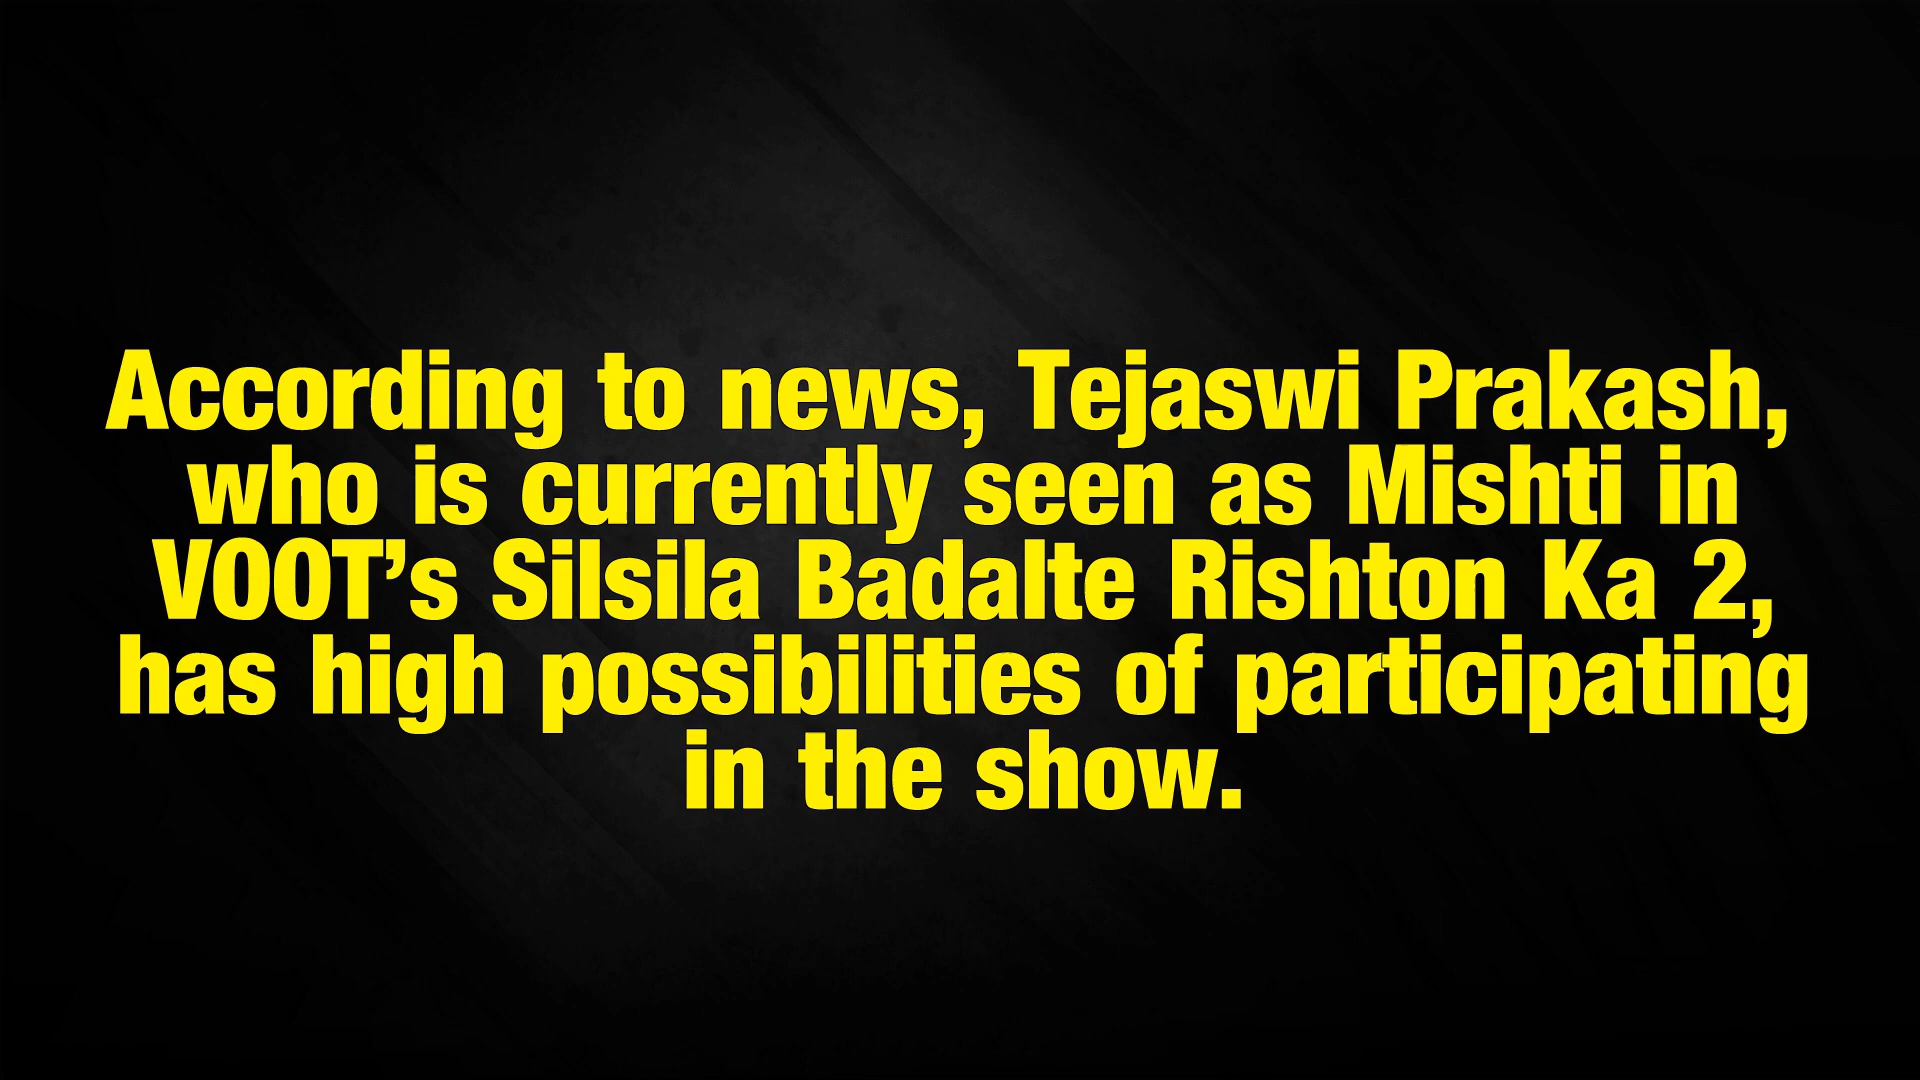 According to news, Tejaswi Prakash,
who is currently seen as Mishti in
VOOT’s Silsila Badalte Rishton Ka 2,
has high possibilities of participating
in the show.